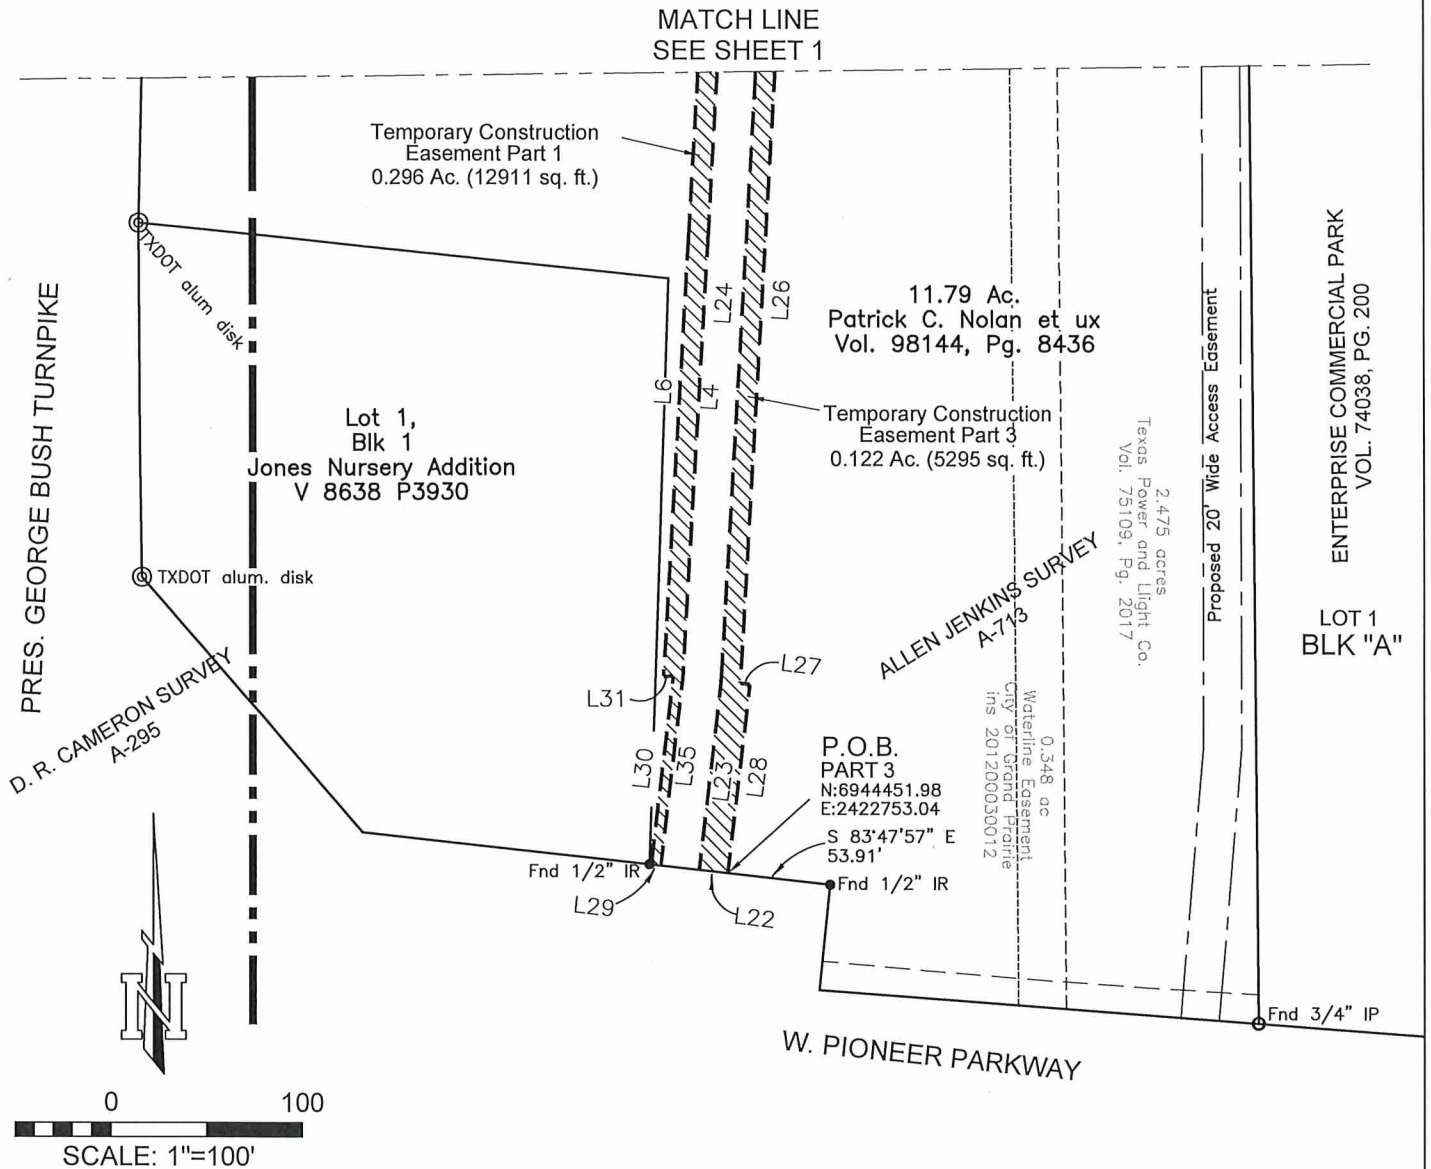 MATCH LINE
SEE SHEET 1
Temporary Construction
Easement Part 1
0.296 Ac. (12911 sq. ft.)
TXDOT alum disk
PRES. GEORGE BUSH TURNPIKE
Lot 1,
Blk 1
Jones Nursery Addition
V 8638 P3930
L6
L24
L4
L26
11.79 Ac.
Patrick C. Nolan et ux
Vol. 98144, Pg. 8436
Temporary Construction
Easement Part 3
0.122 Ac. (5295 sq. ft.)
2.475 acres
Texas Power and Llight Co.
Vol. 75109, Pg. 2017
Proposed 20' Wide Access Easement
ENTERPRISE COMMERCIAL PARK
VOL. 74038, PG. 200
LOT 1
BLK "A"
TXDOT alum. disk
D. R. CAMERON SURVEY
A-295
ALLEN JENKINS SURVEY
A-713
L31
L27
L30
L35
L23
L28
P.O.B.
PART 3
N:6944451.98
E:2422753.04
S 83°47'57" E
53.91'
0.348 ac
Waterline Easement
City of Grand Prairie
ins 201200030012
Fnd 1/2" IR
Fnd 1/2" IR
L29
L22
Fnd 3/4" IP
W. PIONEER PARKWAY
N
0 100
SCALE: 1"=100'